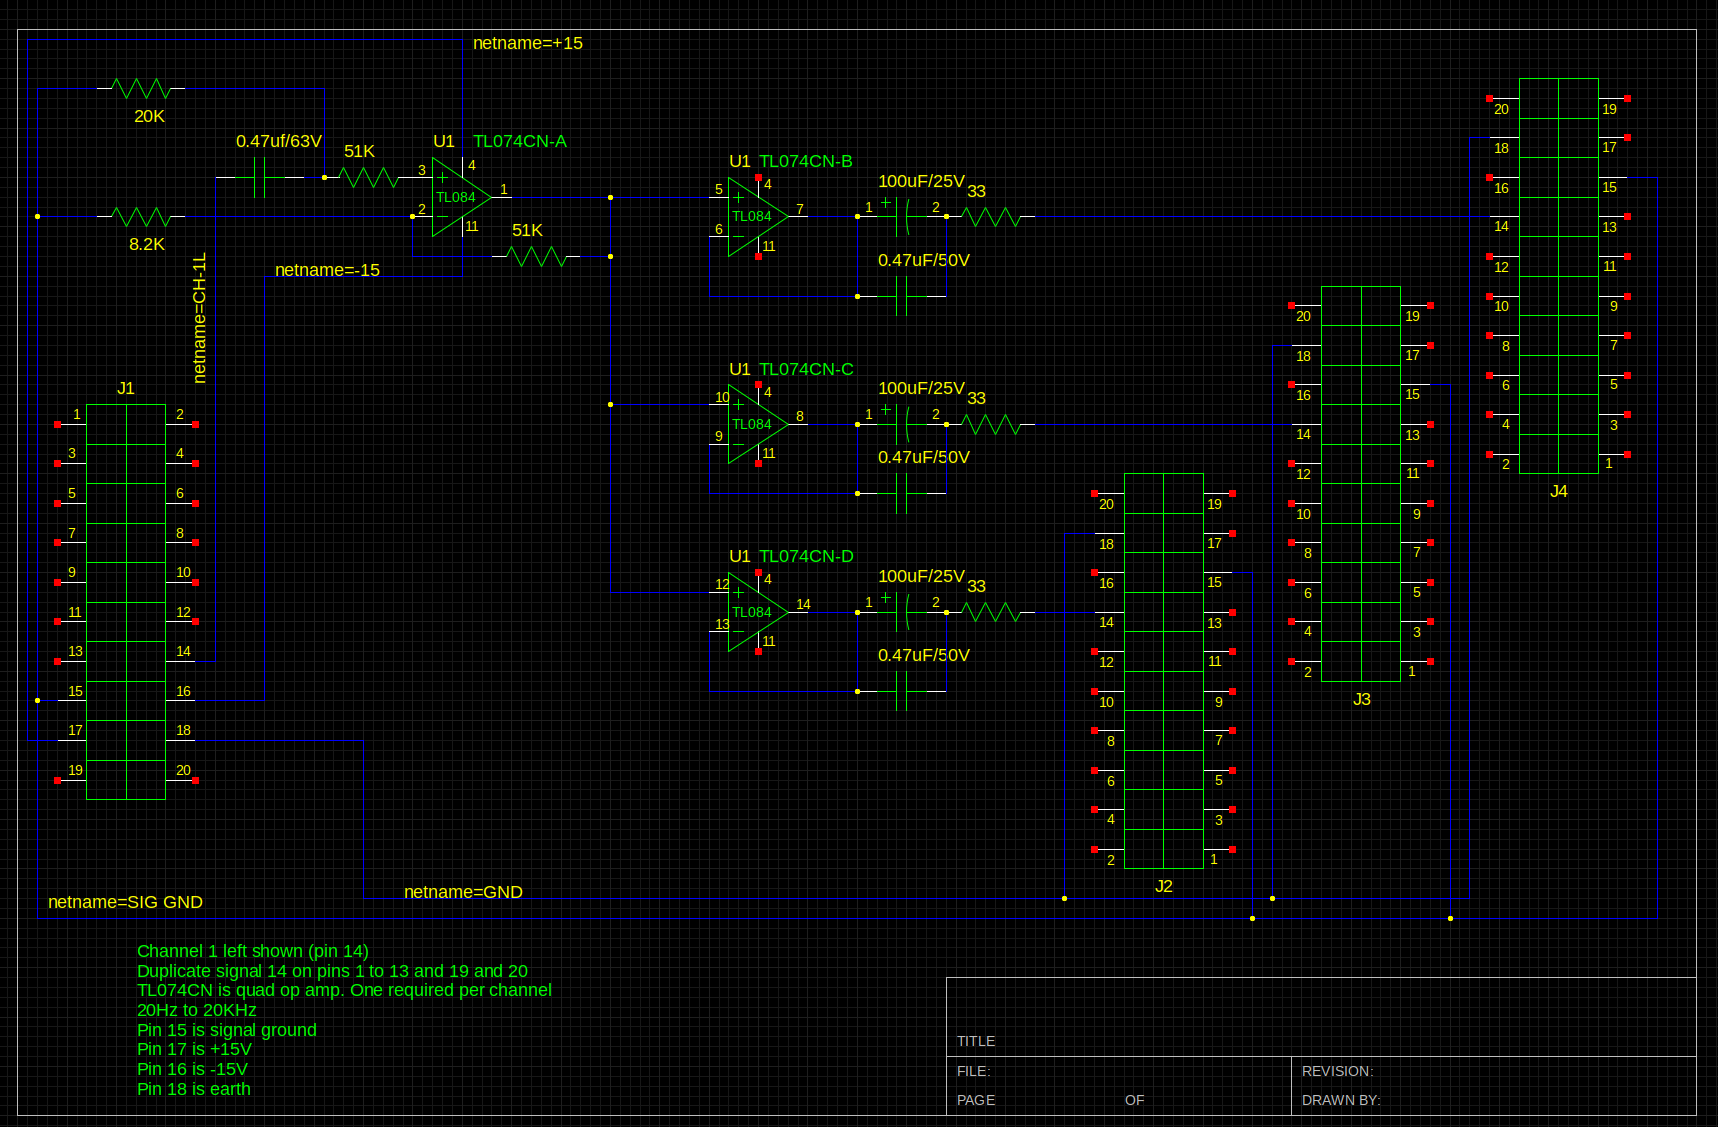 netname=+15
20K
0.47uf/63V
51K
U1 TL074CN-A
3
4
TL084
1
2
11
8.2K
51K
netname=-15
netname=CH-1L
U1 TL074CN-B
5
4
TL084
7
6
11
100uF/25V
33
1
+
2
0.47uF/50V
U1 TL074CN-C
10
4
TL084
8
9
11
100uF/25V
33
1
+
2
0.47uF/50V
U1 TL074CN-D
12
4
TL084
14
13
11
100uF/25V
33
1
+
2
0.47uF/50V
J1
1 2
3 4
5 6
7 8
9 10
11 12
13 14
15 16
17 18
19 20
20 19
18 17
16 15
14 13
12 11
10 9
8 7
6 5
4 3
2 1
J2
20 19
18 17
16 15
14 13
12 11
10 9
8 7
6 5
4 3
2 1
J3
20 19
18 17
16 15
14 13
12 11
10 9
8 7
6 5
4 3
2 1
J4
netname=GND
netname=SIG GND
Channel 1 left shown (pin 14)
Duplicate signal 14 on pins 1 to 13 and 19 and 20
TL074CN is quad op amp. One required per channel
20Hz to 20KHz
Pin 15 is signal ground
Pin 17 is +15V
Pin 16 is -15V
Pin 18 is earth
TITLE
FILE:
REVISION:
PAGE OF
DRAWN BY: